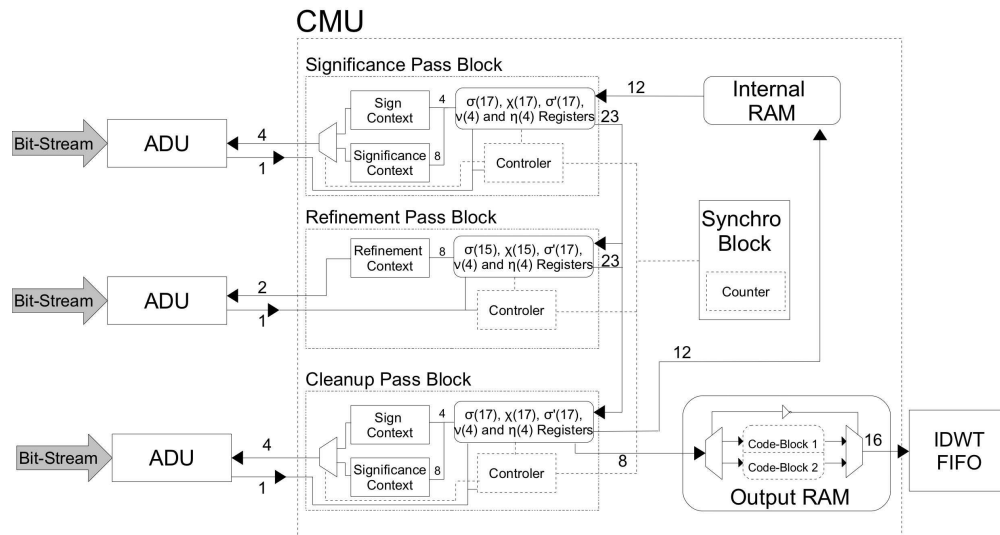 CMU
Significance Pass Block
Sign
Context
4
σ(17), χ(17), σ'(17),
ν(4) and η(4) Registers
12
23
Internal
RAM
Bit-Stream
ADU
4
1
Significance
Context
8
Controler
Refinement Pass Block
Refinement
Context
8
σ(15), χ(15), σ'(17),
ν(4) and η(4) Registers
23
Synchro
Block
Counter
Bit-Stream
ADU
2
1
Controler
12
Cleanup Pass Block
Sign
Context
4
σ(17), χ(17), σ'(17),
ν(4) and η(4) Registers
Bit-Stream
ADU
4
1
Significance
Context
8
Controler
8
Code-Block 1
Code-Block 2
16
Output RAM
IDWT
FIFO